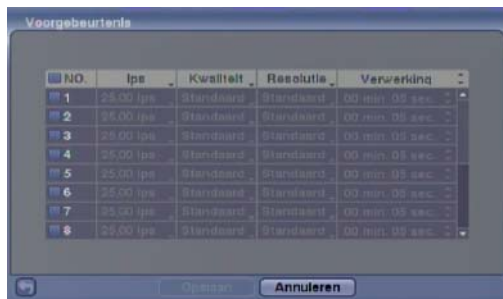 Voorgebeurtenis
NO. Ips Kwaliteit Resolutie Verwerking
1 25,00 ips Standaard Standaard 00 min. 05 sec.
2 25,00 ips Standaard Standaard 00 min. 05 sec.
3 25,00 ips Standaard Standaard 00 min. 05 sec.
4 25,00 ips Standaard Standaard 00 min. 05 sec.
5 25,00 ips Standaard Standaard 00 min. 05 sec.
6 25,00 ips Standaard Standaard 00 min. 05 sec.
7 25,00 ips Standaard Standaard 00 min. 05 sec.
8 25,00 ips Standaard Standaard 00 min. 05 sec.
Opslaan Annuleren